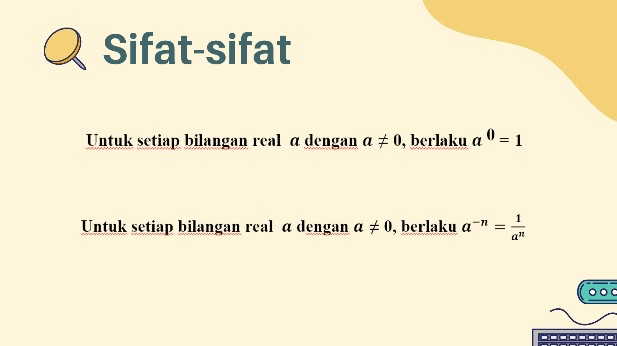 Sifat-sifat
Untuk setiap bilangan real a dengan a ≠ 0, berlaku a ⁰ = 1
Untuk setiap bilangan real a dengan a ≠ 0, berlaku a⁻ⁿ = 1/aⁿ